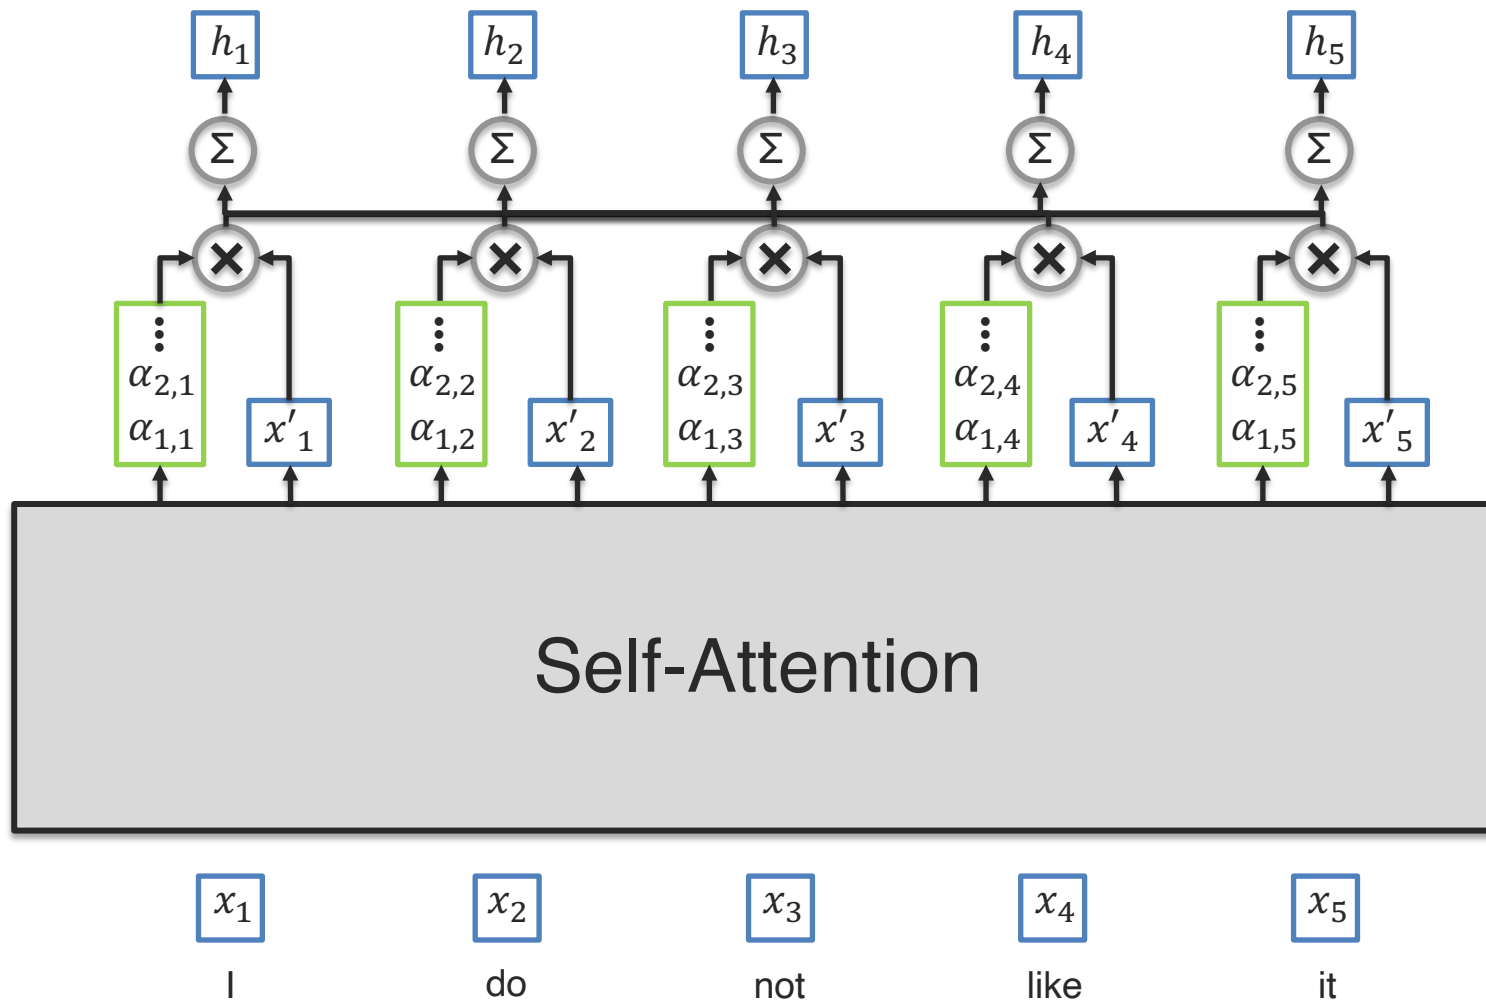 h₁ h₂ h₃ h₄ h₅
Σ Σ Σ Σ Σ
× × × × ×
⋮ ⋮ ⋮ ⋮ ⋮
α₂,₁ α₂,₂ α₂,₃ α₂,₄ α₂,₅
α₁,₁ x'₁ α₁,₂ x'₂ α₁,₃ x'₃ α₁,₄ x'₄ α₁,₅ x'₅
Self-Attention
x₁ x₂ x₃ x₄ x₅
I do not like it